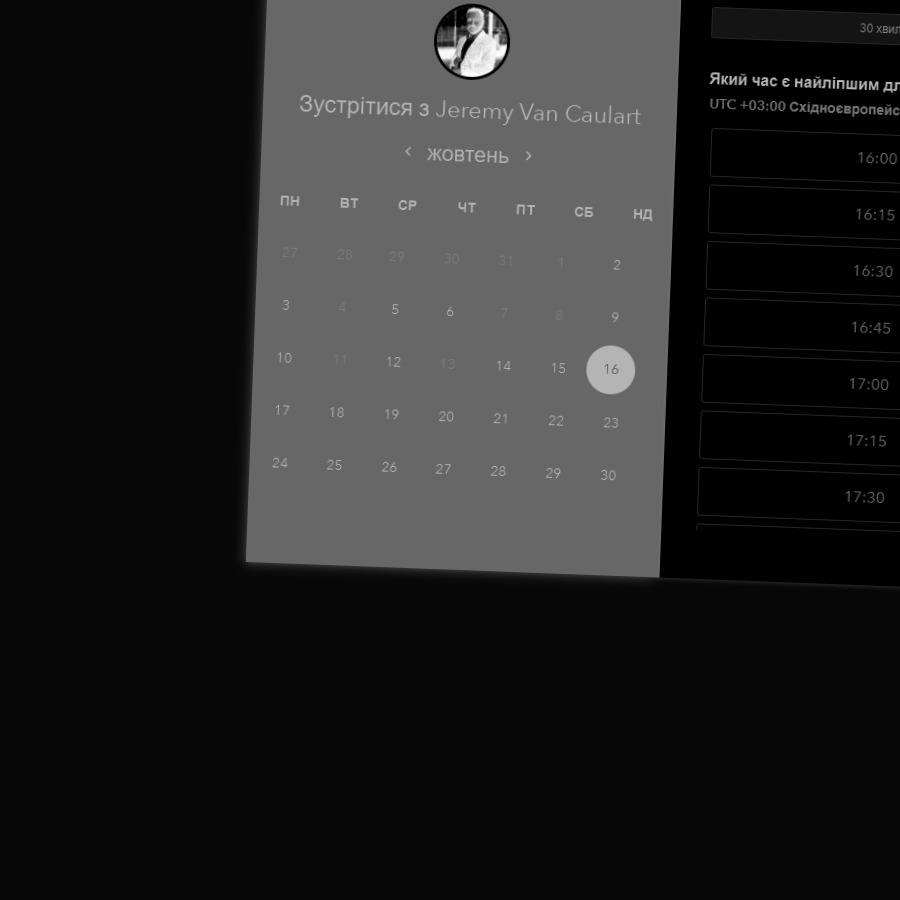 Зустрітися з Jeremy Van Caulart
жовтень
ПН ВТ СР ЧТ ПТ СБ НД
27 28 29 30 31 1 2
3 4 5 6 7 8 9
10 11 12 13 14 15 16
17 18 19 20 21 22 23
24 25 26 27 28 29 30
30 хвил
Який час є найліпшим дл
UTC +03:00 Східноєвропейс
16:00
16:15
16:30
16:45
17:00
17:15
17:30